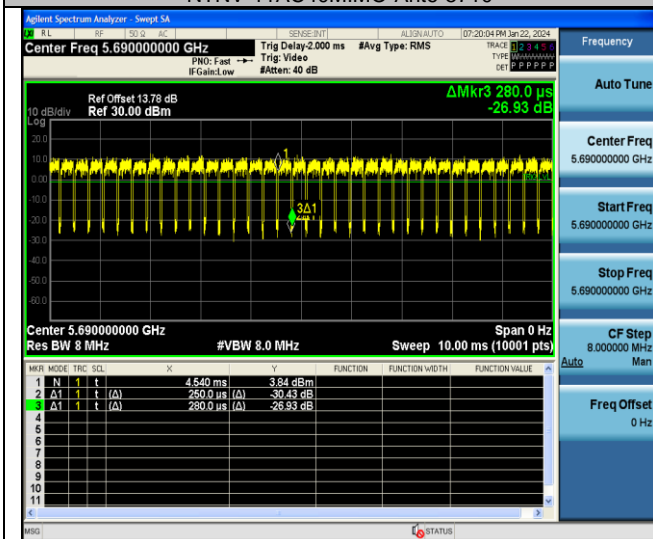 Agilent Spectrum Analyzer - Swept SA
RL RF 50 Ω AC SENSE:INT ALIGN AUTO 07:20:04 PM Jan 22, 2024
Center Freq 5.690000000 GHz
PNO: Fast
IFGain:Low
Trig Delay-2.000 ms
Trig: Video
#Atten: 40 dB
#Avg Type: RMS
TRACE 1 2 3 4 5 6
TYPE
DET P P P P P P
ΔMkr3 280.0 µs
-26.93 dB
Ref Offset 13.78 dB
10 dB/div Ref 30.00 dBm
Log
20.0
10.0
0.00
-10.0
-20.0
-30.0
-40.0
-50.0
-60.0
1
3Δ1
Center 5.690000000 GHz Span 0 Hz
Res BW 8 MHz #VBW 8.0 MHz Sweep 10.00 ms (10001 pts)
MKR MODE TRC SCL X Y FUNCTION FUNCTION WIDTH FUNCTION VALUE
1 N 1 t 4.540 ms 3.84 dBm
2 Δ1 1 t (Δ) 250.0 µs (Δ) -30.43 dB
3 Δ1 1 t (Δ) 280.0 µs (Δ) -26.93 dB
4
5
6
7
8
9
10
11
MSG STATUS
Frequency
Auto Tune
Center Freq
5.690000000 GHz
Start Freq
5.690000000 GHz
Stop Freq
5.690000000 GHz
CF Step
8.000000 MHz
Auto Man
Freq Offset
0 Hz